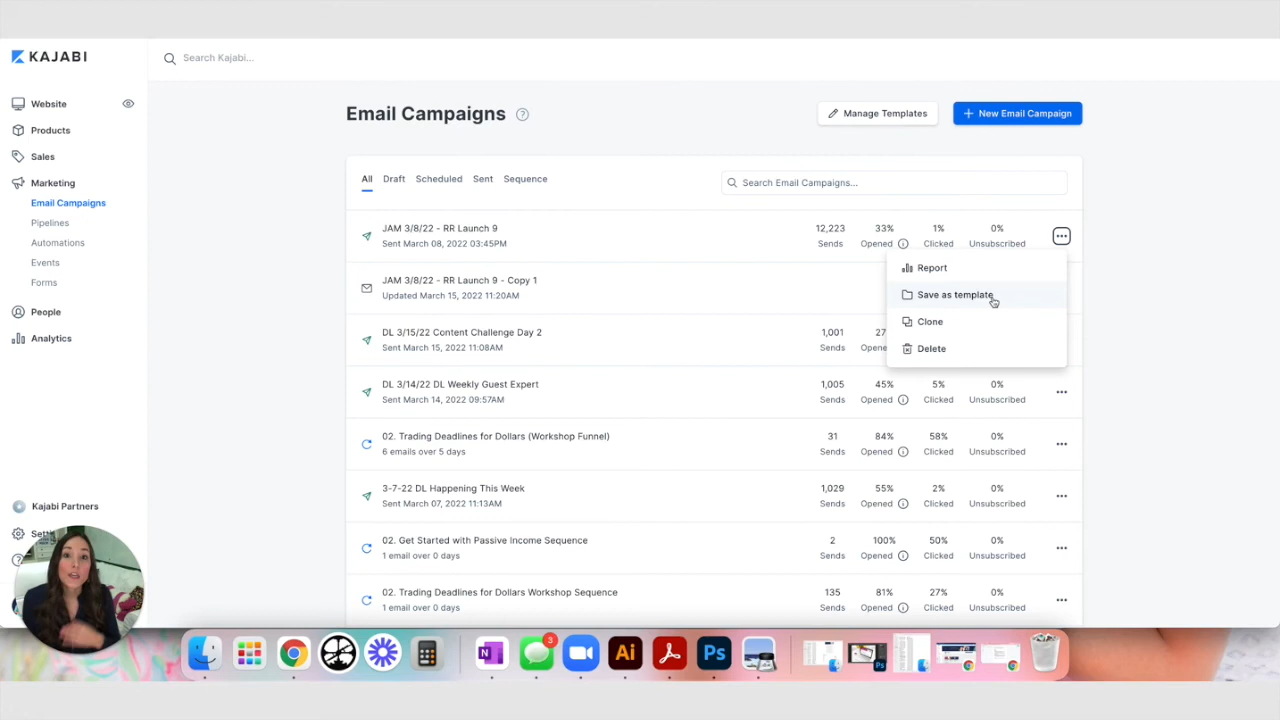 KAJABI
Search Kajabi...
Website
Products
Sales
Marketing
Email Campaigns
Pipelines
Automations
Events
Forms
People
Analytics
Kajabi Partners
Email Campaigns ?
Manage Templates
+ New Email Campaign
All Draft Scheduled Sent Sequence
Search Email Campaigns...
JAM 3/8/22 - RR Launch 9
Sent March 08, 2022 03:45PM
12,223 33% 1% 0%
Sends Opened Clicked Unsubscribed
Report
Save as template
Clone
Delete
JAM 3/8/22 - RR Launch 9 - Copy 1
Updated March 15, 2022 11:20AM
DL 3/15/22 Content Challenge Day 2
Sent March 15, 2022 11:08AM
1,001
Sends
DL 3/14/22 DL Weekly Guest Expert
Sent March 14, 2022 09:57AM
1,005 45% 5% 0%
Sends Opened Clicked Unsubscribed
02. Trading Deadlines for Dollars (Workshop Funnel)
6 emails over 5 days
31 84% 58% 0%
Sends Opened Clicked Unsubscribed
3-7-22 DL Happening This Week
Sent March 07, 2022 11:13AM
1,029 55% 2% 0%
Sends Opened Clicked Unsubscribed
02. Get Started with Passive Income Sequence
1 email over 0 days
2 100% 50% 0%
Sends Opened Clicked Unsubscribed
02. Trading Deadlines for Dollars Workshop Sequence
1 email over 0 days
135 81% 27% 0%
Sends Opened Clicked Unsubscribed
N
3
Ai
Ps